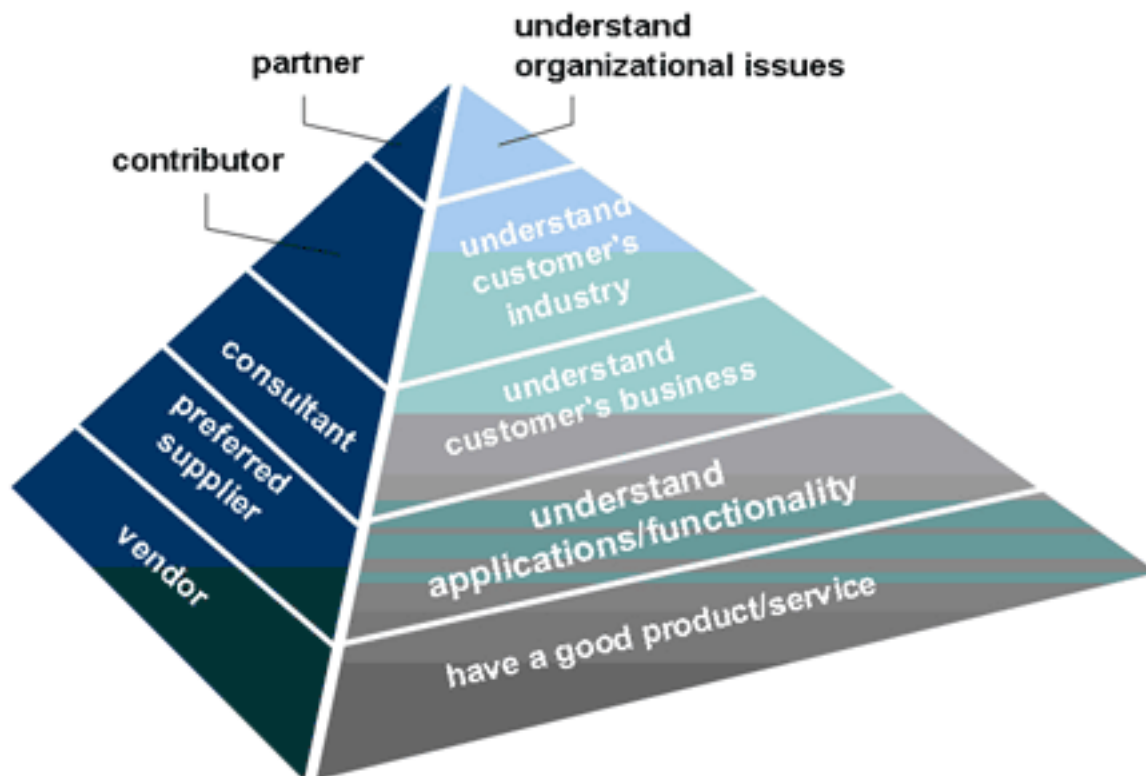 partner
understand
organizational issues
contributor
understand
customer's
industry
consultant
understand
customer's business
preferred
supplier
understand
applications/functionality
vendor
have a good product/service